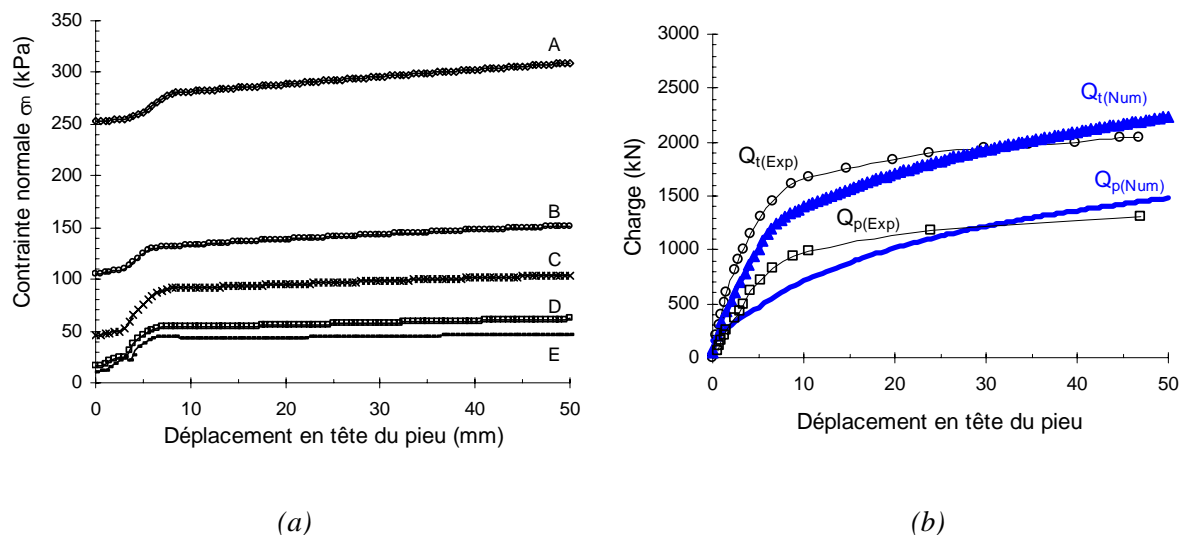 350
300
250
200
150
100
50
0
Contrainte normale σn (kPa)
A
B
C
D
E
0 10 20 30 40 50
Déplacement en tête du pieu (mm)
(a)
3000
2500
2000
1500
1000
500
0
Charge (kN)
Qt(Num)
Qt(Exp)
Qp(Num)
Qp(Exp)
0 10 20 30 40 50
Déplacement en tête du pieu
(b)